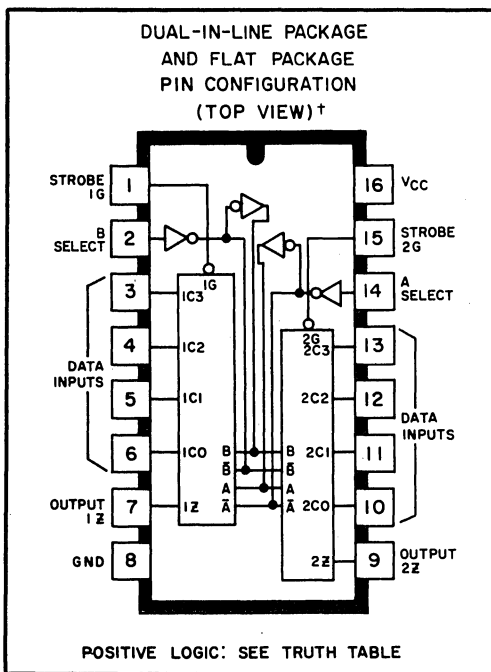 DUAL-IN-LINE PACKAGE
AND FLAT PACKAGE
PIN CONFIGURATION
(TOP VIEW)†
STROBE
1G
1
16
VCC
B
SELECT
2
15
STROBE
2G
3
1C3
1G
14
A
SELECT
4
1C2
2G
2C3
13
DATA
INPUTS
5
1C1
2C2
12
DATA
INPUTS
6
1C0
B
B
2C1
11
B̅
B̅
A
A
OUTPUT
1Z
7
1Z
A̅
A̅
2C0
10
GND
8
2Z
9
OUTPUT
2Z
POSITIVE LOGIC: SEE TRUTH TABLE